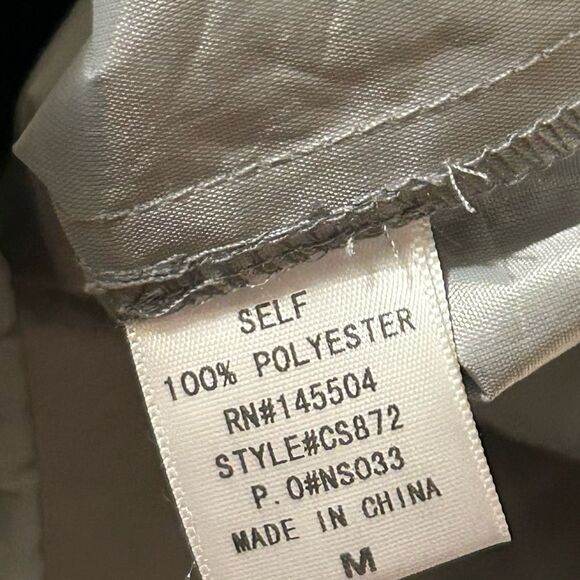 SELF
100% POLYESTER
RN#145504
STYLE#CS872
P.O#NS033
MADE IN CHINA
M